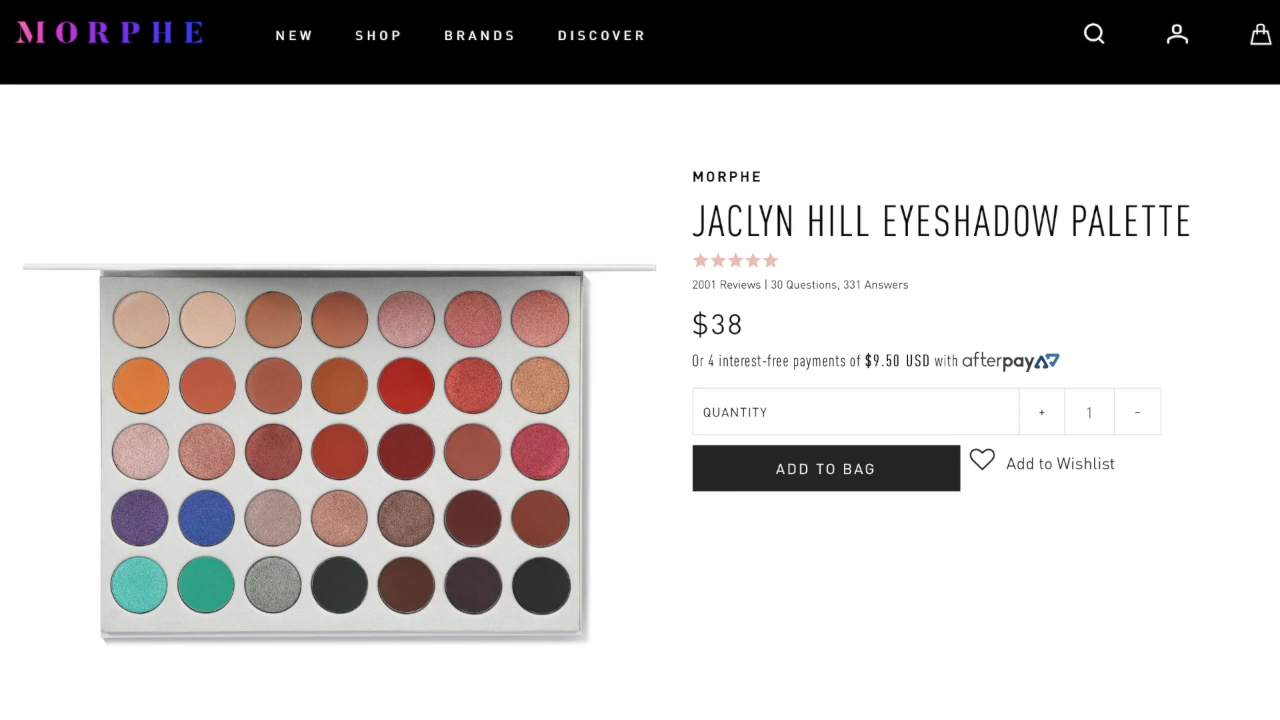 MORPHE
NEW SHOP BRANDS DISCOVER
MORPHE
JACLYN HILL EYESHADOW PALETTE
2001 Reviews | 30 Questions, 331 Answers
$38
Or 4 interest-free payments of $9.50 USD with afterpay
QUANTITY + 1 -
ADD TO BAG
Add to Wishlist